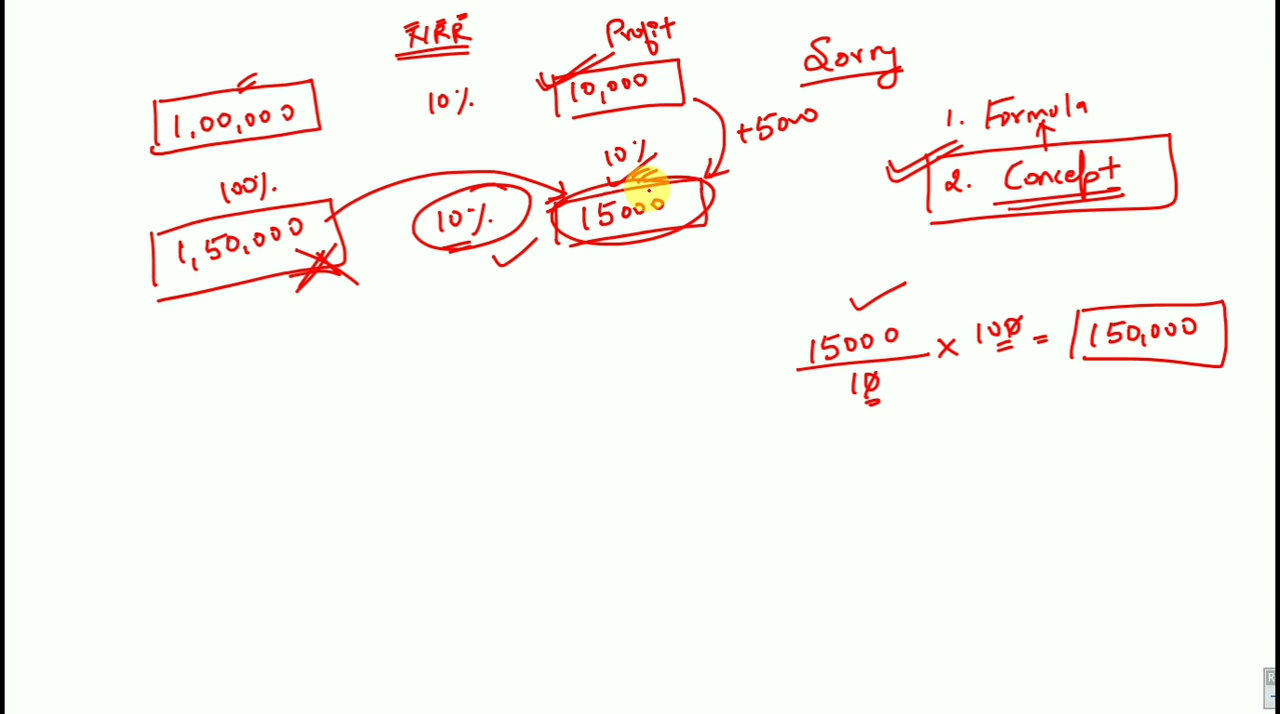 NRR Profit
1,00,000 10% 10,000 Sorry
+5000
1. Formula
10%
100% 2. Concept
1,50,000 10% 15000
15000 / 10 × 100 = 150,000
R